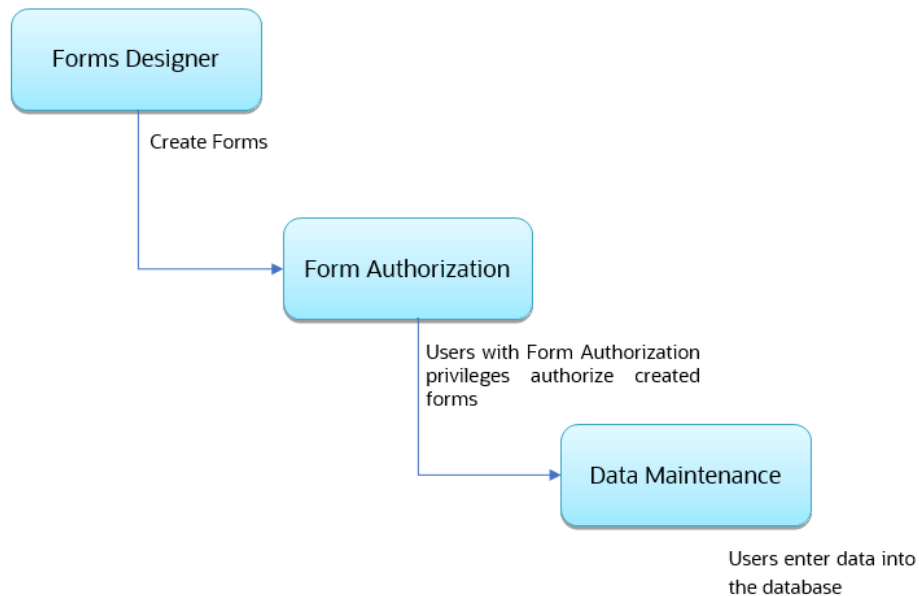 Forms Designer
Create Forms
Form Authorization
Users with Form Authorization
privileges authorize created
forms
Data Maintenance
Users enter data into
the database